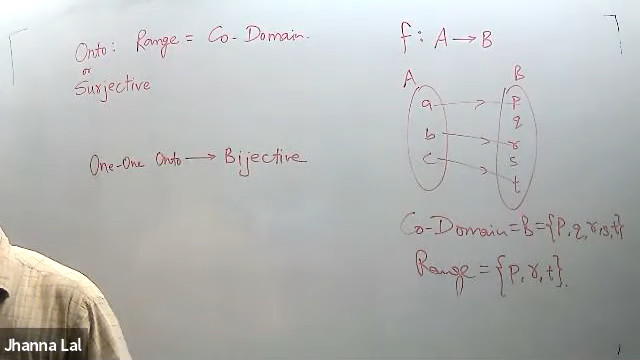 Onto: Range = Co-Domain.
or
Surjective
One-One Onto → Bijective
f: A → B
A B
a p
q
b r
c s
t
Co-Domain = B = {P, q, r, s, t}
Range = {P, r, t}.
Jhanna Lal